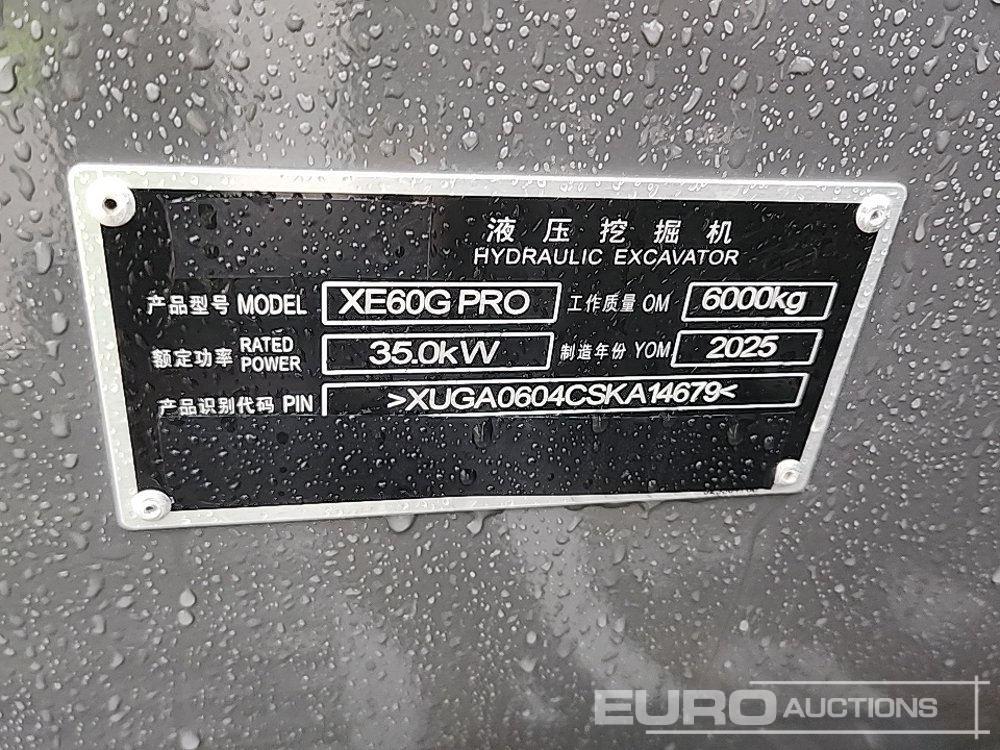 液压挖掘机
HYDRAULIC EXCAVATOR
产品型号 MODEL XE60G PRO 工作质量 OM 6000kg
额定功率 RATED POWER 35.0kW 制造年份 YOM 2025
产品识别代码 PIN >XUGA0604CSKA14679<
EURO AUCTIONS